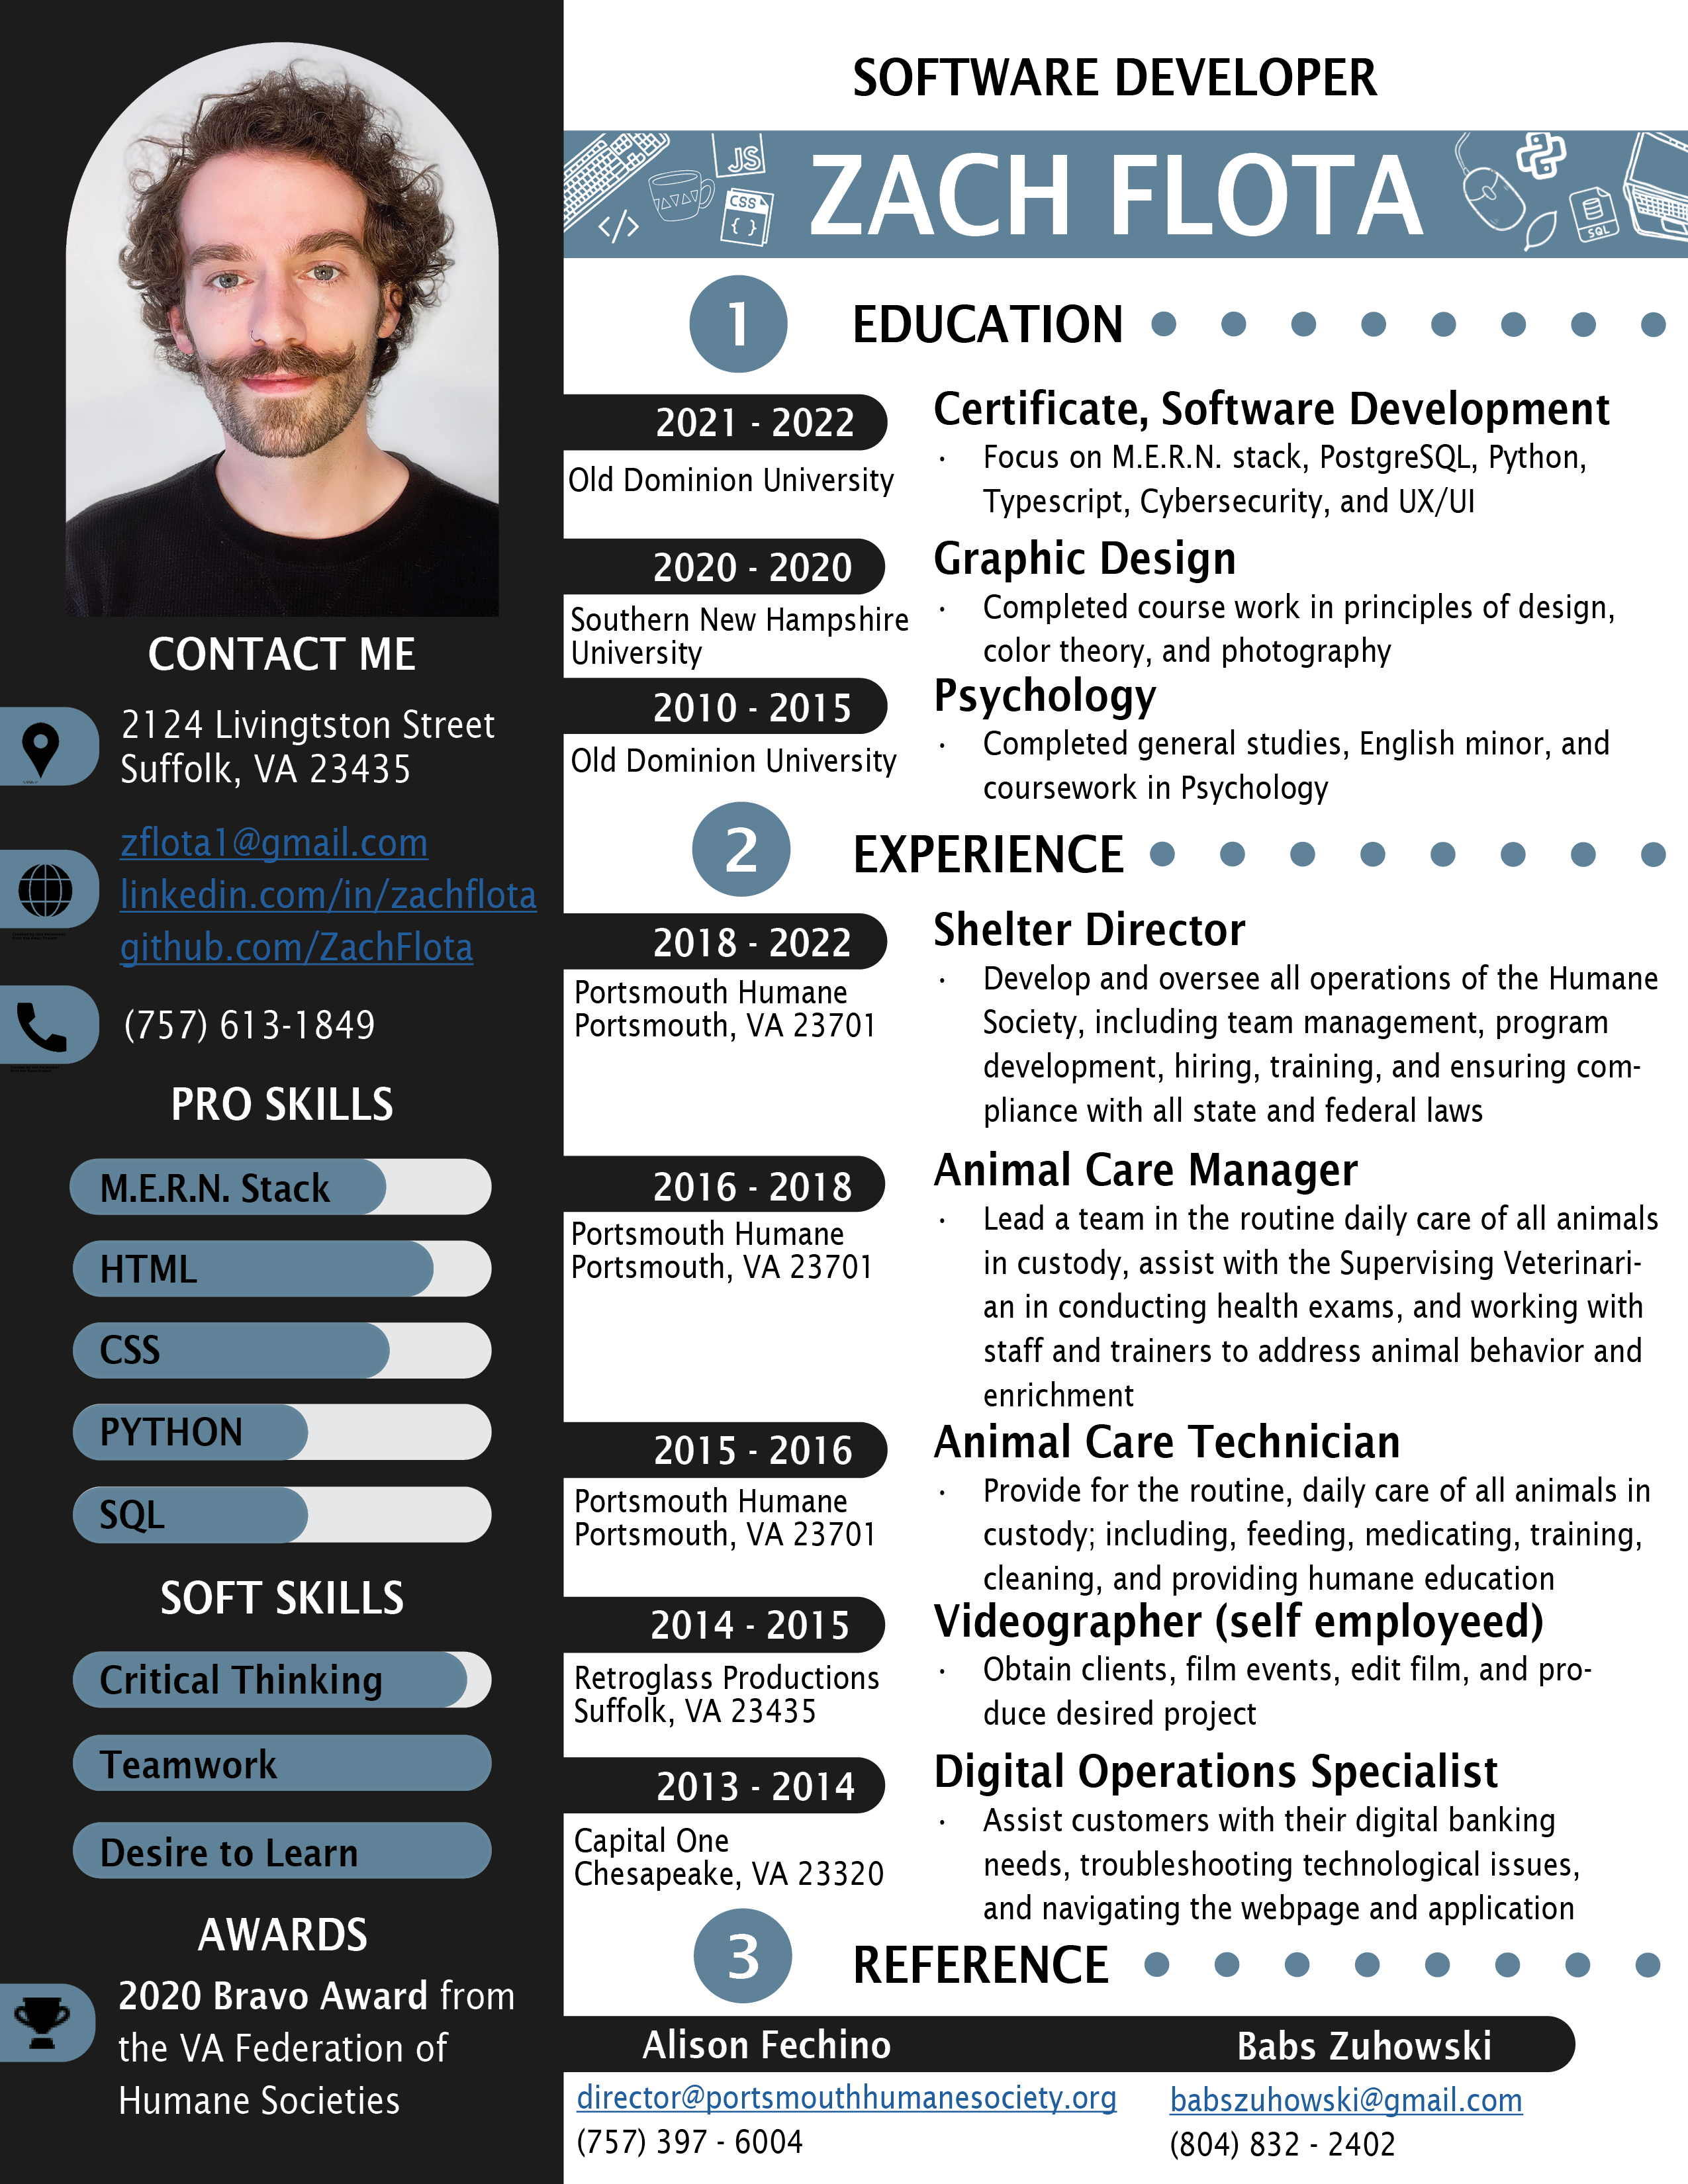 SOFTWARE DEVELOPER
JS
CSS
{ }
</>
ZACH FLOTA
SQL
CONTACT ME
2124 Livingtston Street
Suffolk, VA 23435
zflota1@gmail.com
linkedin.com/in/zachflota
github.com/ZachFlota
(757) 613-1849
PRO SKILLS
M.E.R.N. Stack
HTML
CSS
PYTHON
SQL
SOFT SKILLS
Critical Thinking
Teamwork
Desire to Learn
AWARDS
2020 Bravo Award from
the VA Federation of
Humane Societies
1
EDUCATION
2021 - 2022
Old Dominion University
Certificate, Software Development
· Focus on M.E.R.N. stack, PostgreSQL, Python,
Typescript, Cybersecurity, and UX/UI
2020 - 2020
Southern New Hampshire
University
Graphic Design
· Completed course work in principles of design,
color theory, and photography
2010 - 2015
Old Dominion University
Psychology
· Completed general studies, English minor, and
coursework in Psychology
2
EXPERIENCE
2018 - 2022
Portsmouth Humane
Portsmouth, VA 23701
Shelter Director
· Develop and oversee all operations of the Humane
Society, including team management, program
development, hiring, training, and ensuring com-
pliance with all state and federal laws
2016 - 2018
Portsmouth Humane
Portsmouth, VA 23701
Animal Care Manager
· Lead a team in the routine daily care of all animals
in custody, assist with the Supervising Veterinari-
an in conducting health exams, and working with
staff and trainers to address animal behavior and
enrichment
2015 - 2016
Portsmouth Humane
Portsmouth, VA 23701
Animal Care Technician
· Provide for the routine, daily care of all animals in
custody; including, feeding, medicating, training,
cleaning, and providing humane education
2014 - 2015
Retroglass Productions
Suffolk, VA 23435
Videographer (self employeed)
· Obtain clients, film events, edit film, and pro-
duce desired project
2013 - 2014
Capital One
Chesapeake, VA 23320
Digital Operations Specialist
· Assist customers with their digital banking
needs, troubleshooting technological issues,
and navigating the webpage and application
3
REFERENCE
Alison Fechino
director@portsmouthhumanesociety.org
(757) 397 - 6004
Babs Zuhowski
babszuhowski@gmail.com
(804) 832 - 2402